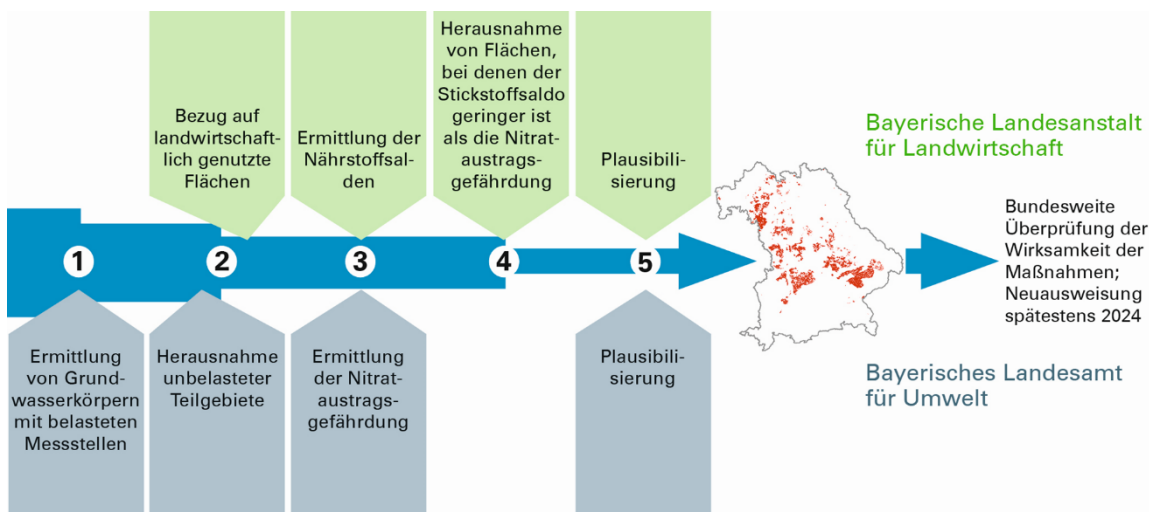 Bezug auf
landwirtschaft-
lich genutzte
Flächen
Ermittlung der
Nährstoffsal-
den
Herausnahme
von Flächen,
bei denen der
Stickstoffsaldo
geringer ist
als die Nitrat-
austrags-
gefährdung
Plausibili-
sierung
Bayerische Landesanstalt
für Landwirtschaft
1
2
3
4
5
Bundesweite
Überprüfung der
Wirksamkeit der
Maßnahmen;
Neuausweisung
spätestens 2024
Ermittlung
von Grund-
wasserkörpern
mit belasteten
Messstellen
Herausnahme
unbelasteter
Teilgebiete
Ermittlung
der Nitrat-
austrags-
gefährdung
Plausibili-
sierung
Bayerisches Landesamt
für Umwelt